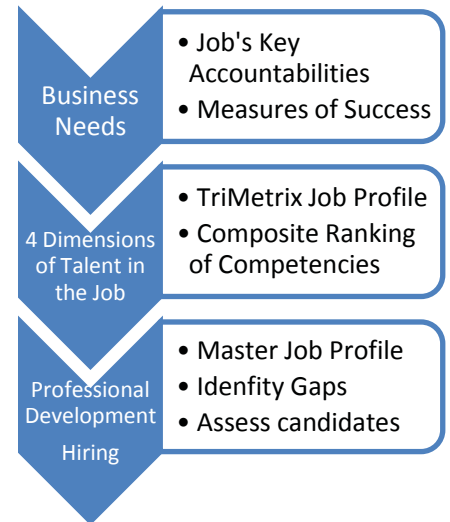 Business
Needs
• Job's Key
Accountabilities
• Measures of Success
4 Dimensions
of Talent in
the Job
• TriMetrix Job Profile
• Composite Ranking
of Competencies
Professional
Development
Hiring
• Master Job Profile
• Idenfity Gaps
• Assess candidates